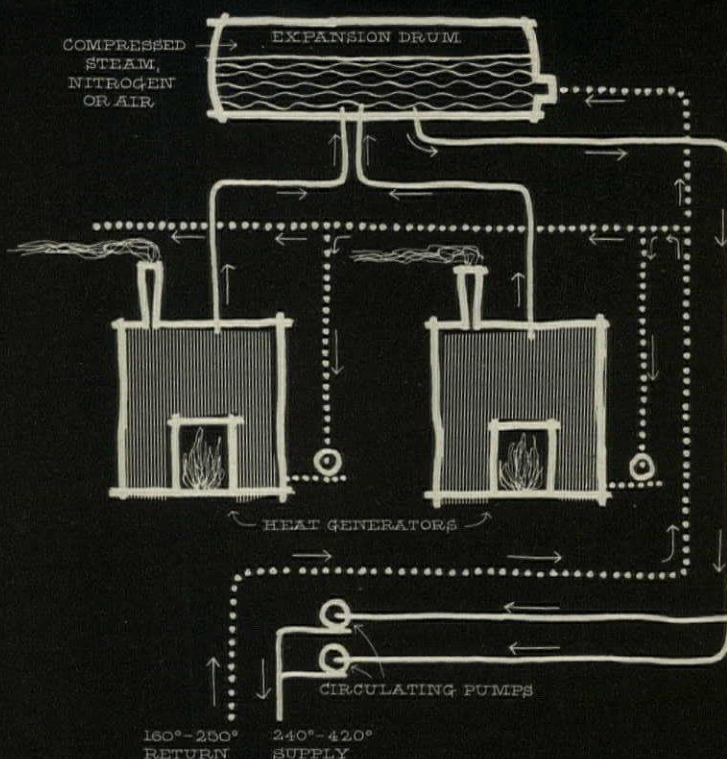 COMPRESSED
STEAM,
NITROGEN
OR AIR
EXPANSION DRUM
HEAT GENERATORS
CIRCULATING PUMPS
160°-250°
RETURN
240°-420°
SUPPLY